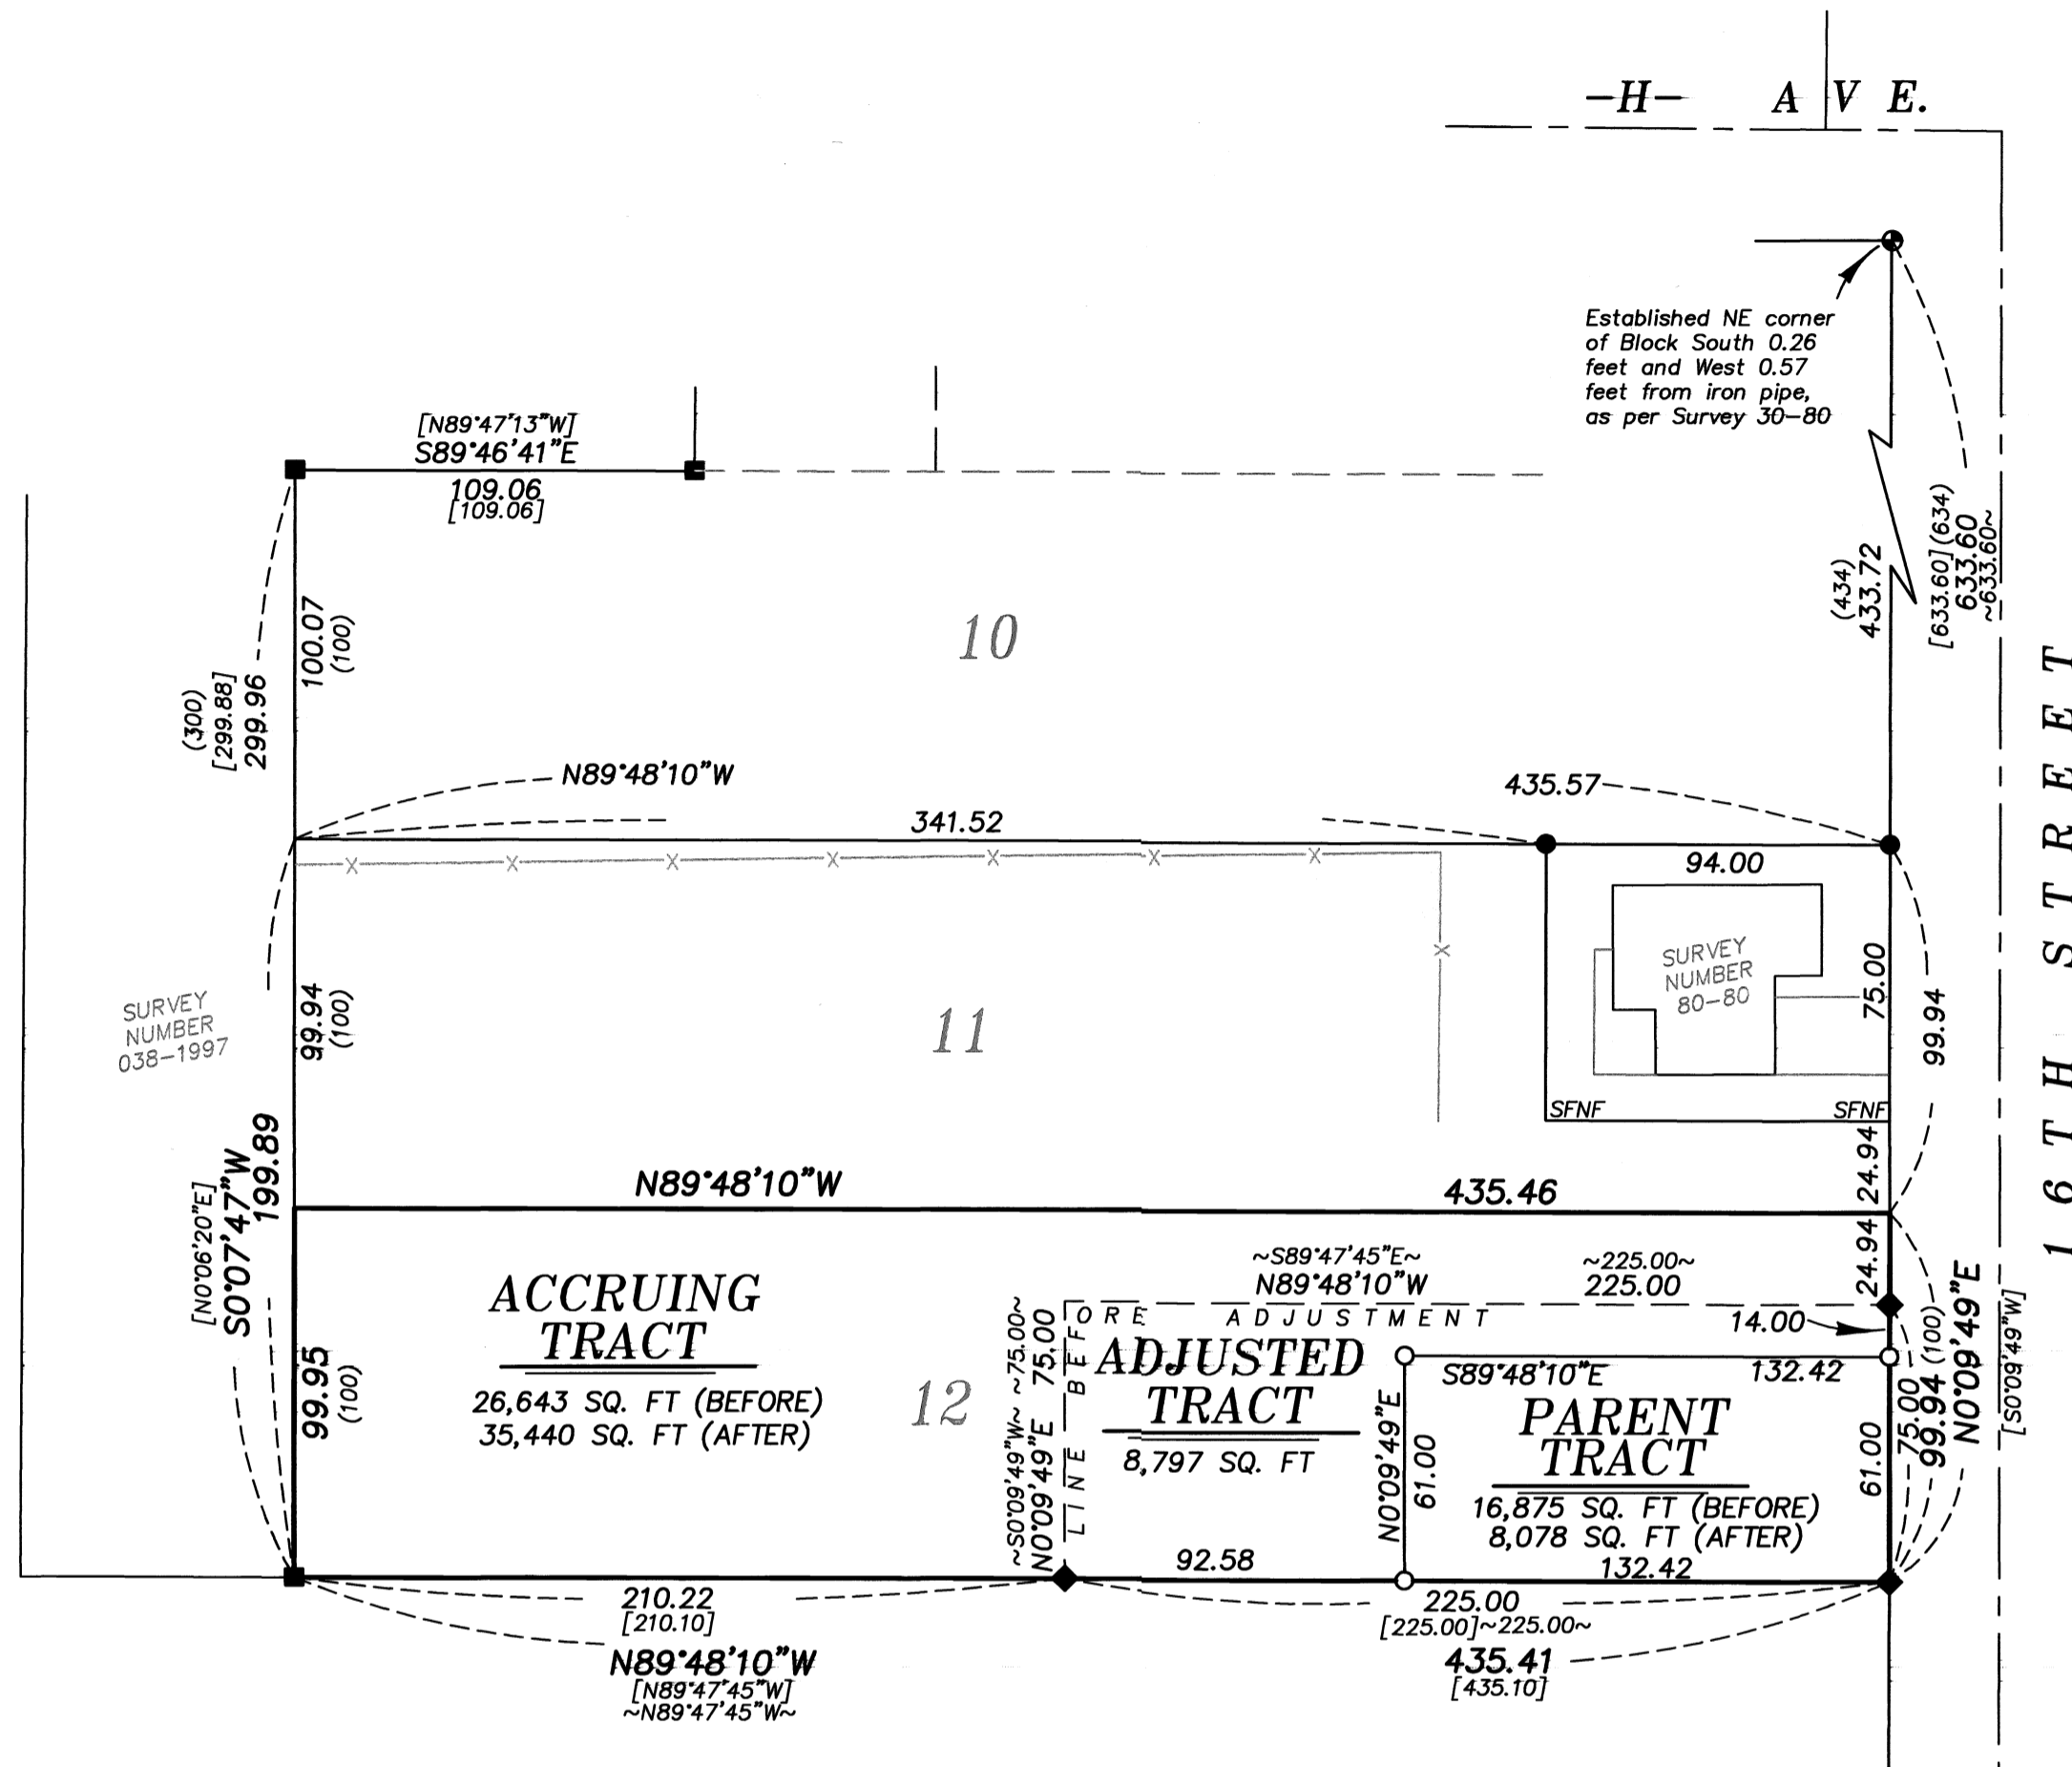 -H- AVE.
Established NE corner
of Block South 0.26
feet and West 0.57
feet from iron pipe,
as per Survey 30-80
[N89°47'13"W]
S89°46'41"E
109.06
[109.06]
[633.60](634)
633.60
~633.60~
(434)
433.72
16TH STREET
100.07
(100)
10
(300)
[299.88]
299.96
N89°48'10"W
435.57
341.52
94.00
SURVEY
NUMBER
80-80
75.00
99.94
SURVEY
NUMBER
038-1997
99.94
(100)
11
SFNF
SFNF
24.94
[N0°06'20"E]
S0°07'47"W
199.89
N89°48'10"W
435.46
24.94
~S89°47'45"E~
N89°48'10"W
~225.00~
225.00
LINE BEFORE ADJUSTMENT
14.00
ACCRUING
TRACT
26,643 SQ. FT (BEFORE)
35,440 SQ. FT (AFTER)
99.95
(100)
12
~S0°09'49"W~ ~75.00~
N0°09'49"E 75.00
ADJUSTED
TRACT
8,797 SQ. FT
S89°48'10"E
132.42
N0°09'49"E
61.00
PARENT
TRACT
16,875 SQ. FT (BEFORE)
8,078 SQ. FT (AFTER)
61.00
75.00
99.94 (100)
N0°09'49"E
[S0°09'49"W]
92.58
132.42
210.22
[210.10]
225.00
[225.00]~225.00~
N89°48'10"W
[N89°47'45"W]
~N89°47'45"W~
435.41
[435.10]